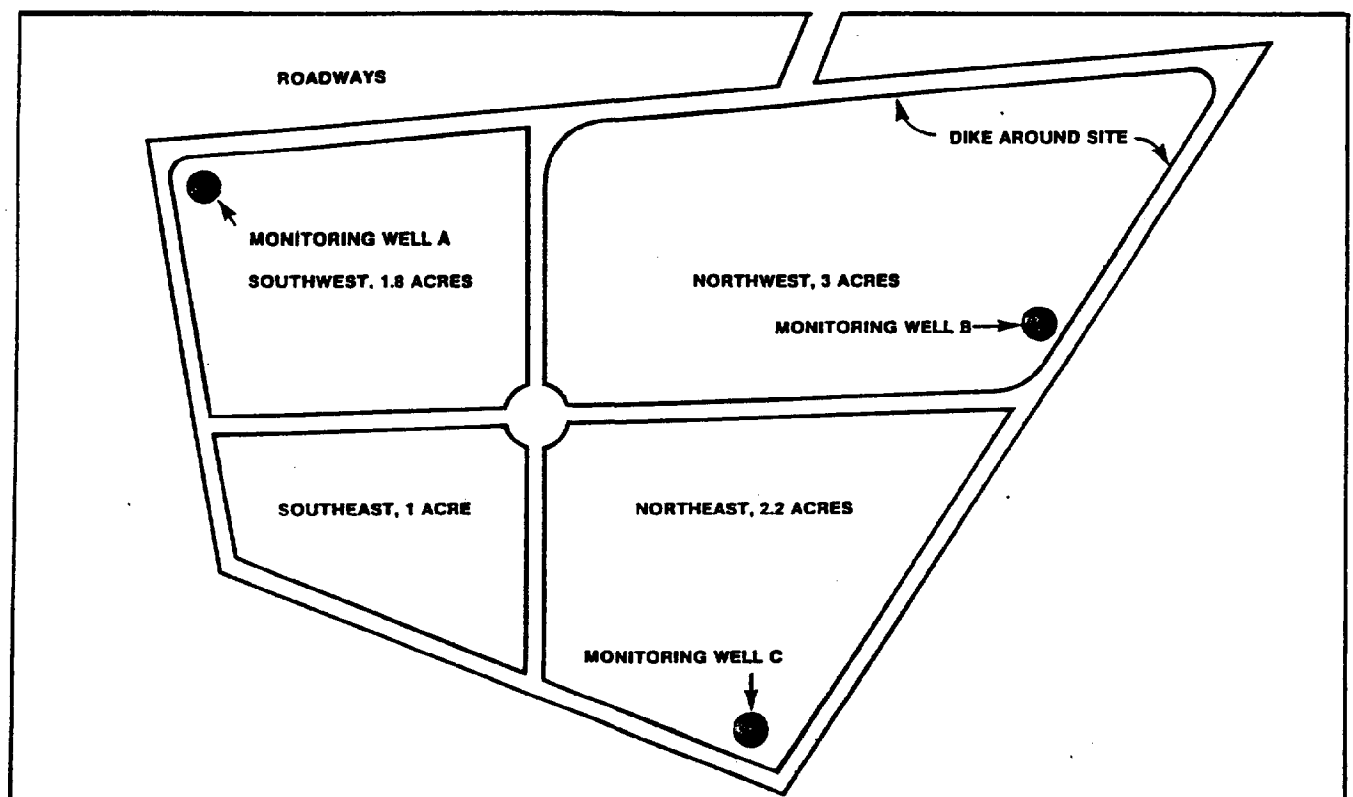 ROADWAYS
DIKE AROUND SITE
MONITORING WELL A
SOUTHWEST, 1.8 ACRES
NORTHWEST, 3 ACRES
MONITORING WELL B
SOUTHEAST, 1 ACRE
NORTHEAST, 2.2 ACRES
MONITORING WELL C